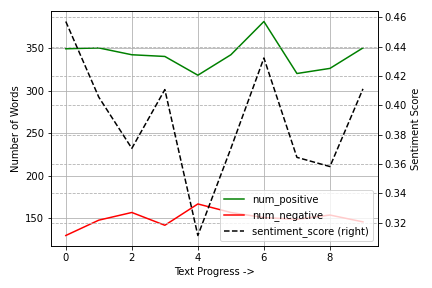 350
300
250
200
150
Number of Words
0 2 4 6 8
Text Progress ->
0.46
0.44
0.42
0.40
0.38
0.36
0.34
0.32
Sentiment Score
num_positive
num_negative
sentiment_score (right)